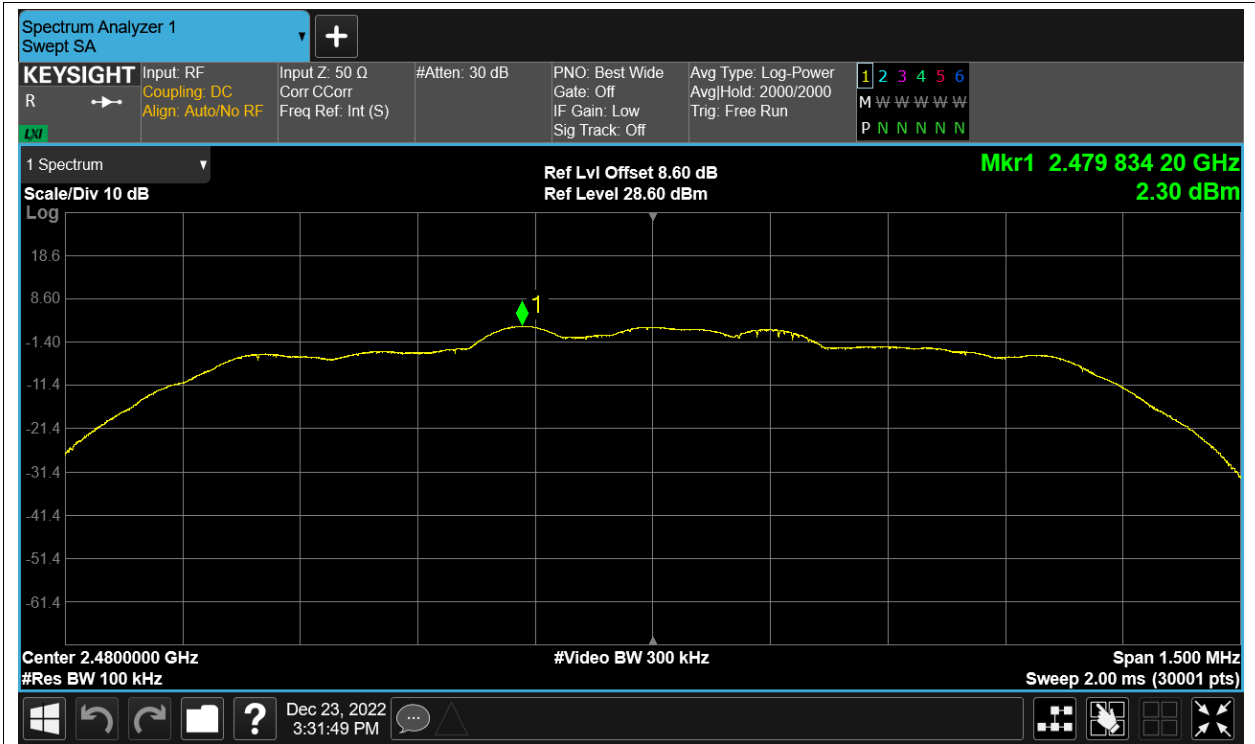 Spectrum Analyzer 1
Swept SA
KEYSIGHT
R
LXI
Input: RF
Coupling: DC
Align: Auto/No RF
Input Z: 50 Ω
Corr CCorr
Freq Ref: Int (S)
#Atten: 30 dB
PNO: Best Wide
Gate: Off
IF Gain: Low
Sig Track: Off
Avg Type: Log-Power
Avg|Hold: 2000/2000
Trig: Free Run
1 2 3 4 5 6
M W W W W W
P N N N N N
1 Spectrum
Scale/Div 10 dB
Log
Ref Lvl Offset 8.60 dB
Ref Level 28.60 dBm
Mkr1 2.479 834 20 GHz
2.30 dBm
18.6
8.60
-1.40
-11.4
-21.4
-31.4
-41.4
-51.4
-61.4
1
Center 2.4800000 GHz
#Res BW 100 kHz
#Video BW 300 kHz
Span 1.500 MHz
Sweep 2.00 ms (30001 pts)
?
Dec 23, 2022
3:31:49 PM